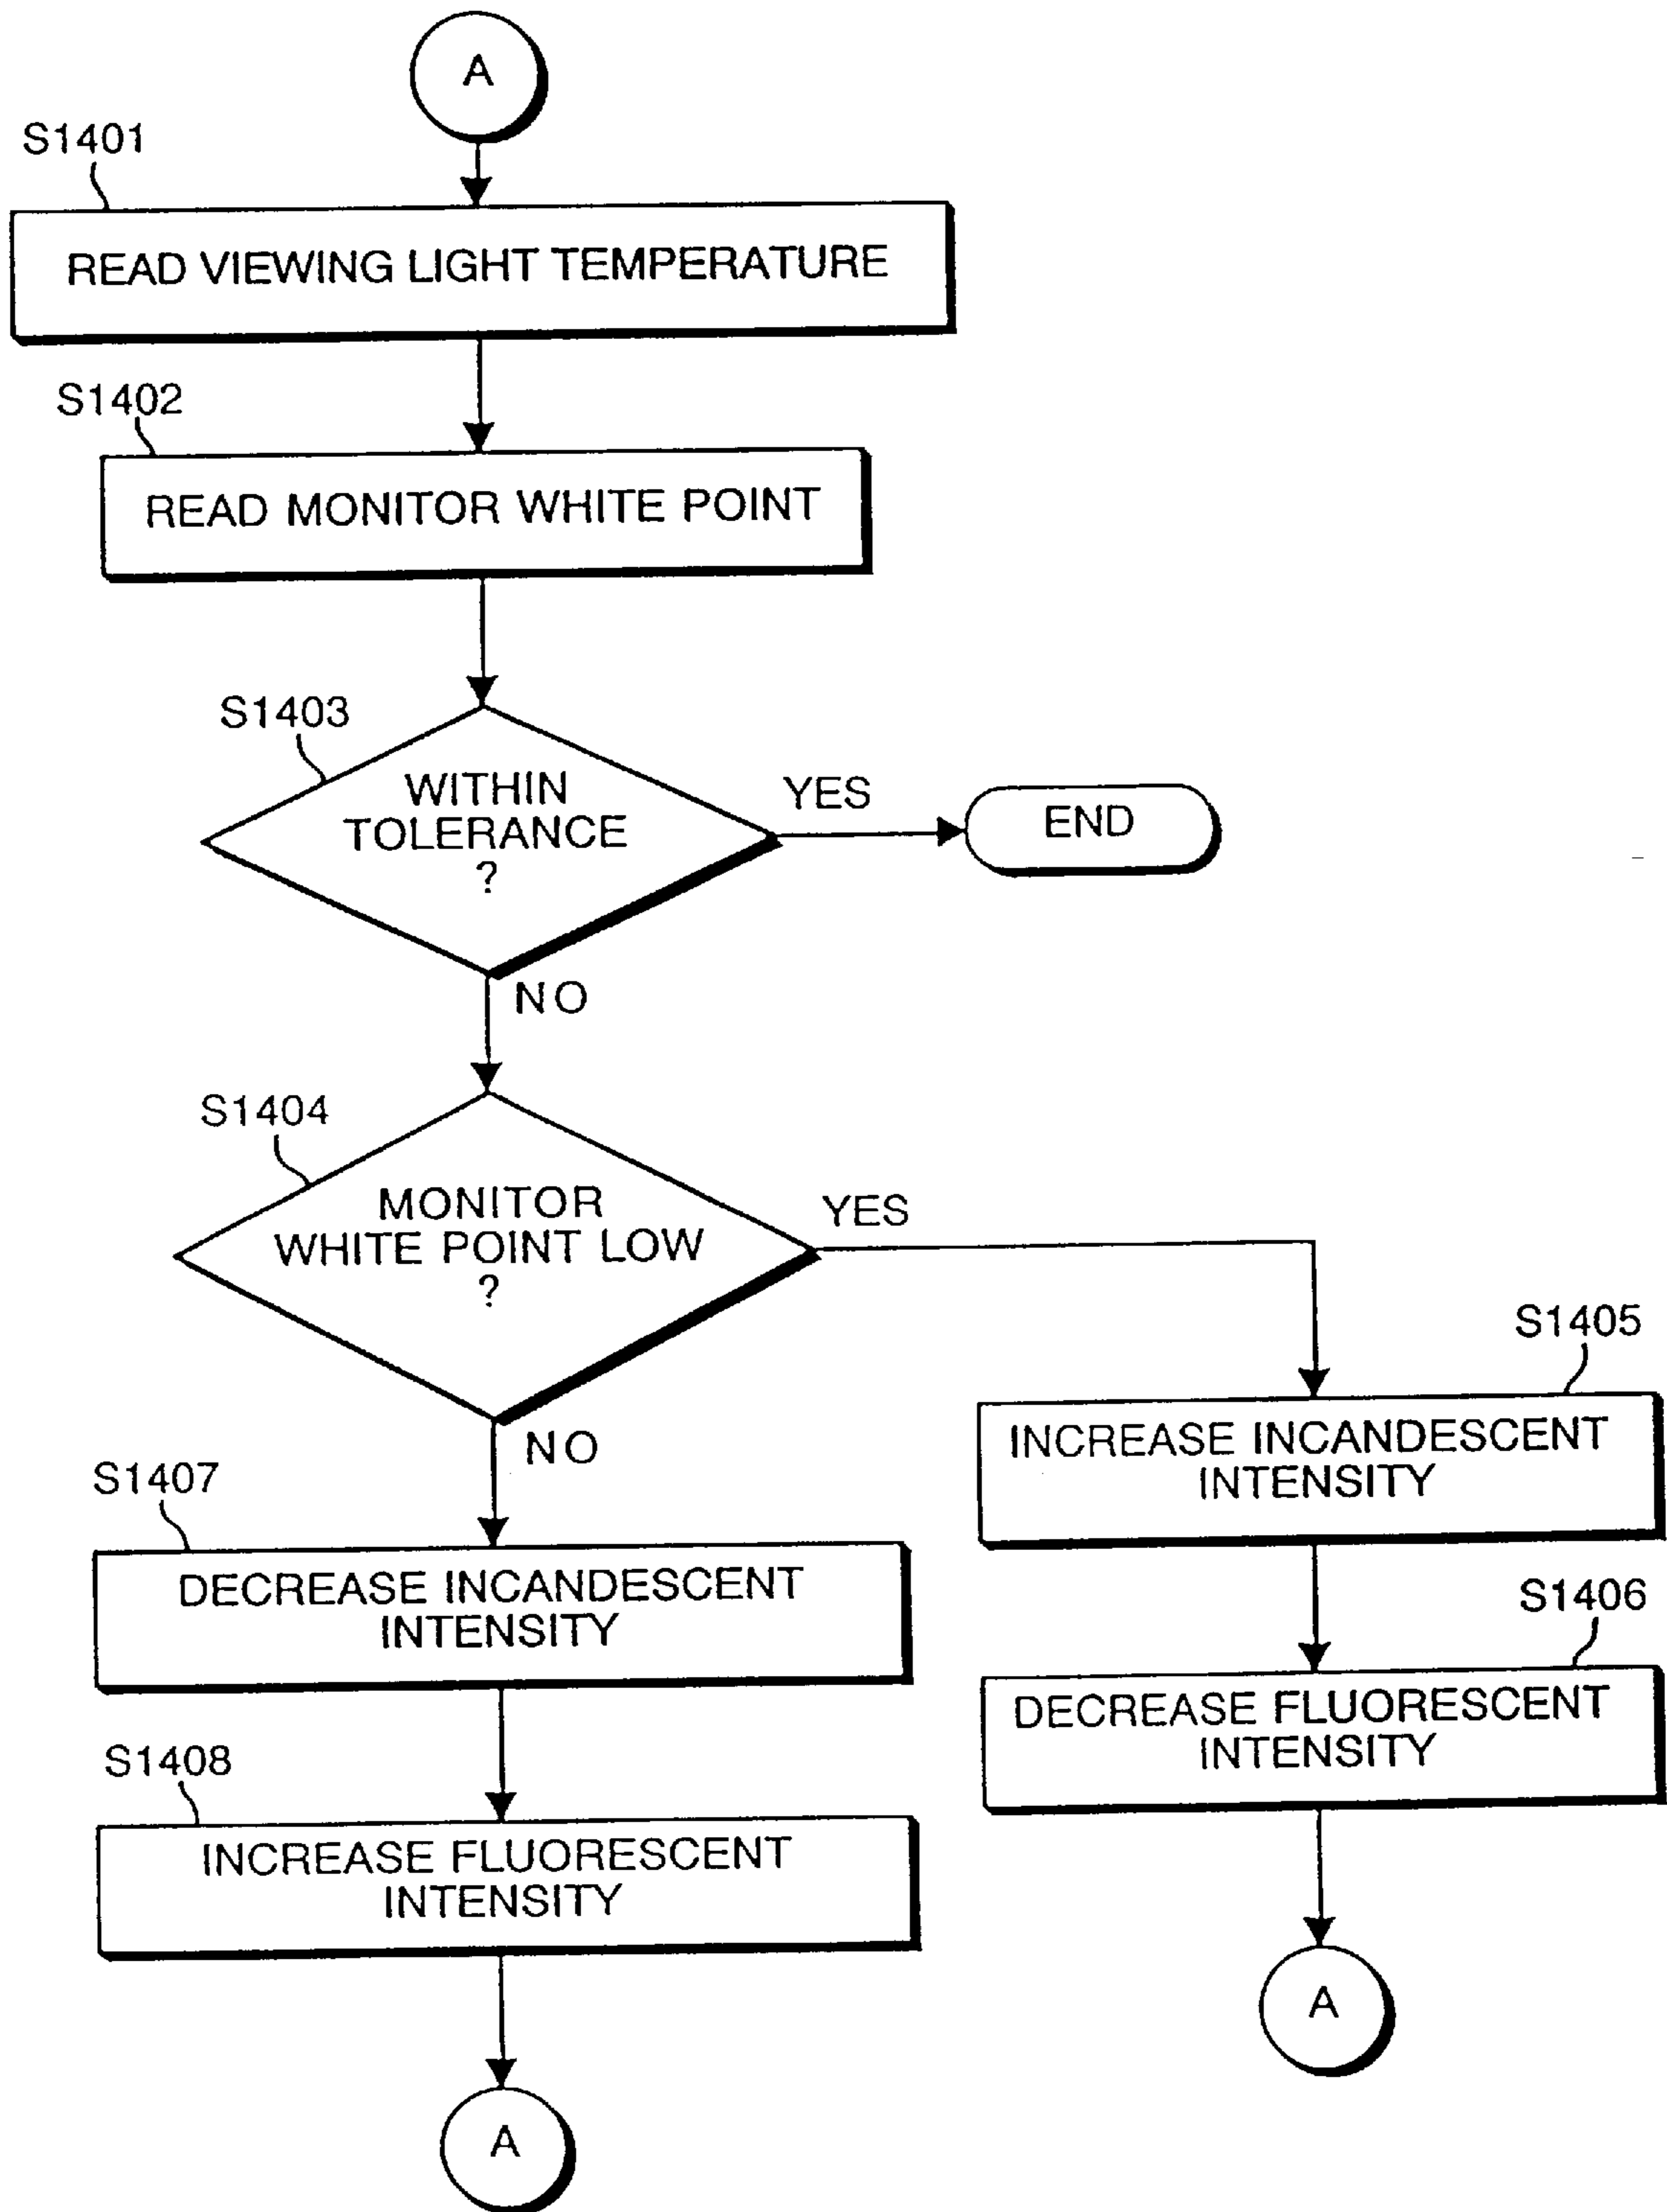 A
S1401
READ VIEWING LIGHT TEMPERATURE
S1402
READ MONITOR WHITE POINT
S1403
WITHIN
TOLERANCE
?
YES
END
NO
S1404
MONITOR
WHITE POINT LOW
?
YES
NO
S1405
INCREASE INCANDESCENT
INTENSITY
S1407
DECREASE INCANDESCENT
INTENSITY
S1406
DECREASE FLUORESCENT
INTENSITY
S1408
INCREASE FLUORESCENT
INTENSITY
A
A